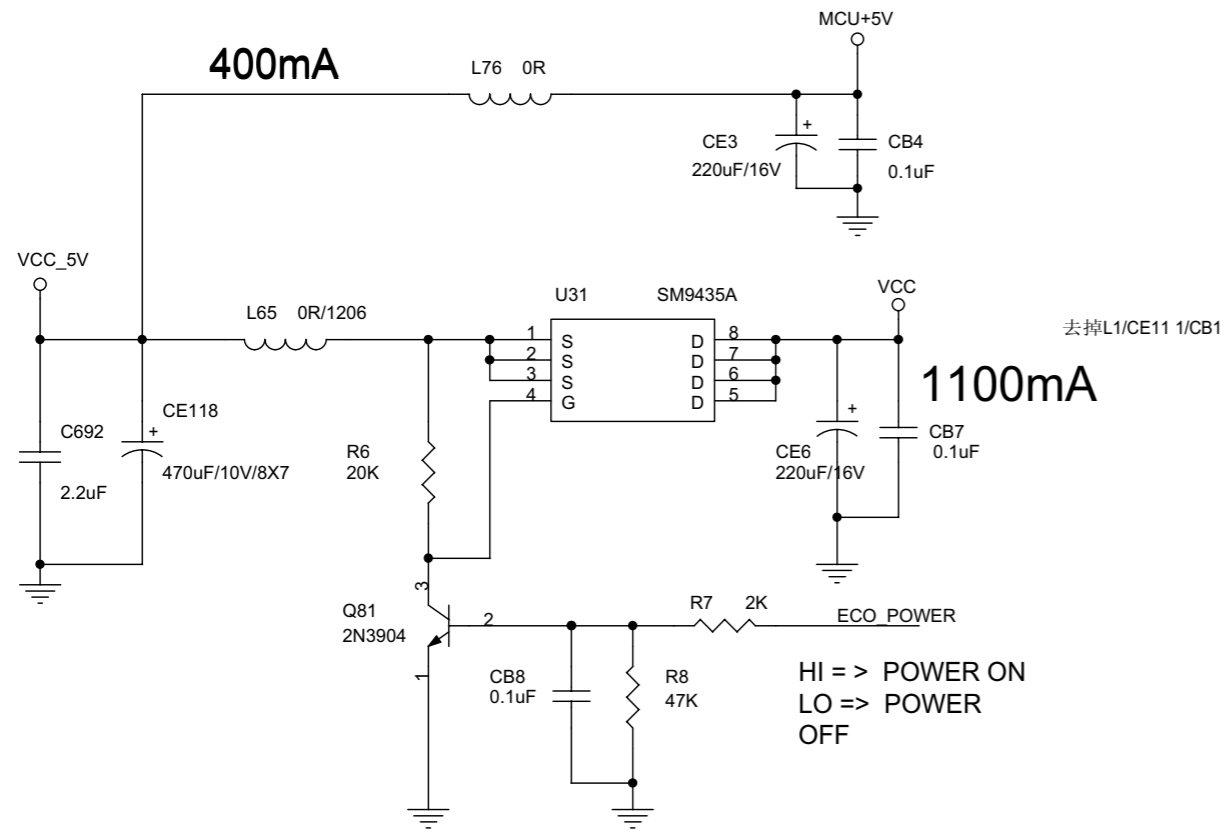 MCU+5V
400mA
L76 0R
CE3
220uF/16V
+
CB4
0.1uF
VCC_5V
L65 0R/1206
U31 SM9435A
VCC
去掉L1/CE11 1/CB1
1 S D 8
2 S D 7
3 S D 6
4 G D 5
1100mA
C692
2.2uF
CE118
+
470uF/10V/8X7
R6
20K
CE6
220uF/16V
+
CB7
0.1uF
3
Q81
2N3904
2
1
R7 2K
ECO_POWER
CB8
0.1uF
R8
47K
HI = > POWER ON
LO => POWER
OFF